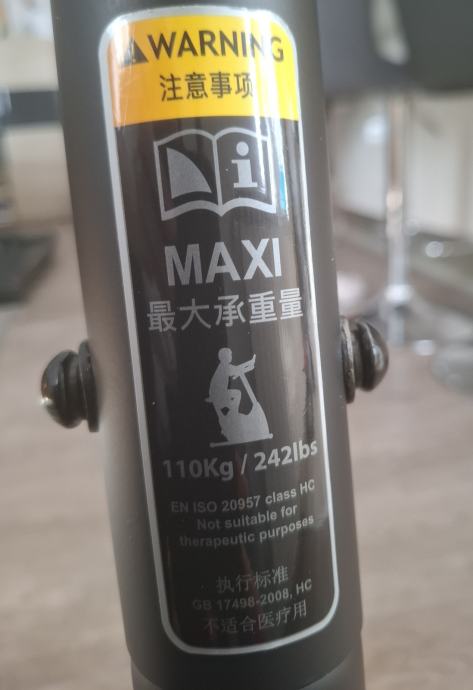 WARNING
注意事项
i
MAXI
最大承重量
110Kg / 242lbs
EN ISO 20957 class HC
Not suitable for
therapeutic purposes
执行标准
GB 17498-2008, HC
不适合医疗用